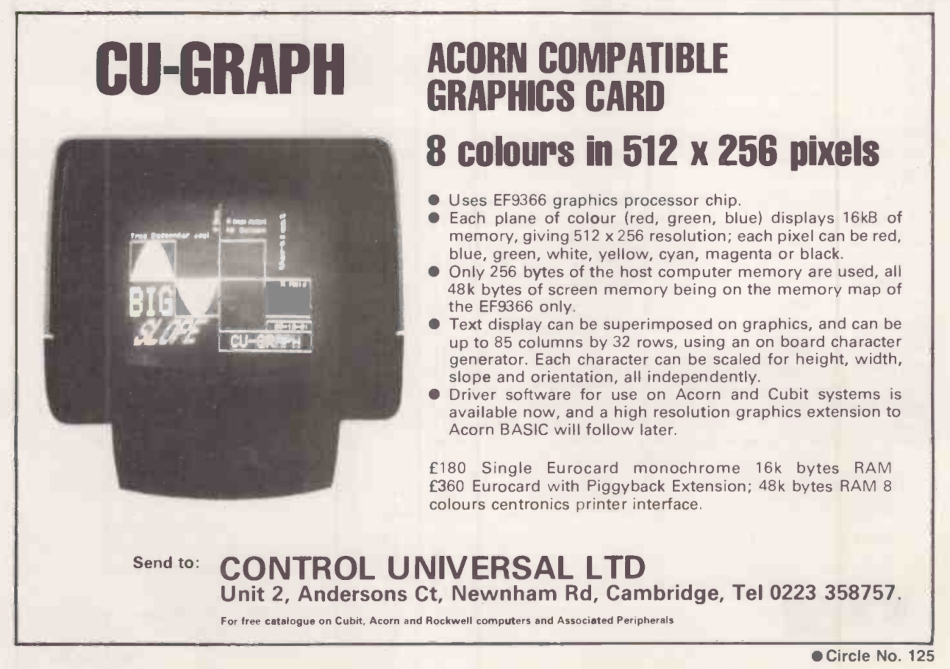 CU-GRAPH
ACORN COMPATIBLE
GRAPHICS CARD
8 colours in 512 x 256 pixels
● Uses EF9366 graphics processor chip.
● Each plane of colour (red, green, blue) displays 16kB of
memory, giving 512 x 256 resolution; each pixel can be red,
blue, green, white, yellow, cyan, magenta or black.
● Only 256 bytes of the host computer memory are used, all
48k bytes of screen memory being on the memory map of
the EF9366 only.
● Text display can be superimposed on graphics, and can be
up to 85 columns by 32 rows, using an on board character
generator. Each character can be scaled for height, width,
slope and orientation, all independently.
● Driver software for use on Acorn and Cubit systems is
available now, and a high resolution graphics extension to
Acorn BASIC will follow later.
£180 Single Eurocard monochrome 16k bytes RAM
£360 Eurocard with Piggyback Extension; 48k bytes RAM 8
colours centronics printer interface.
BIG
SLOPE
CU-GRAPH
Send to: CONTROL UNIVERSAL LTD
Unit 2, Andersons Ct, Newnham Rd, Cambridge, Tel 0223 358757.
For free catalogue on Cubit, Acorn and Rockwell computers and Associated Peripherals
● Circle No. 125